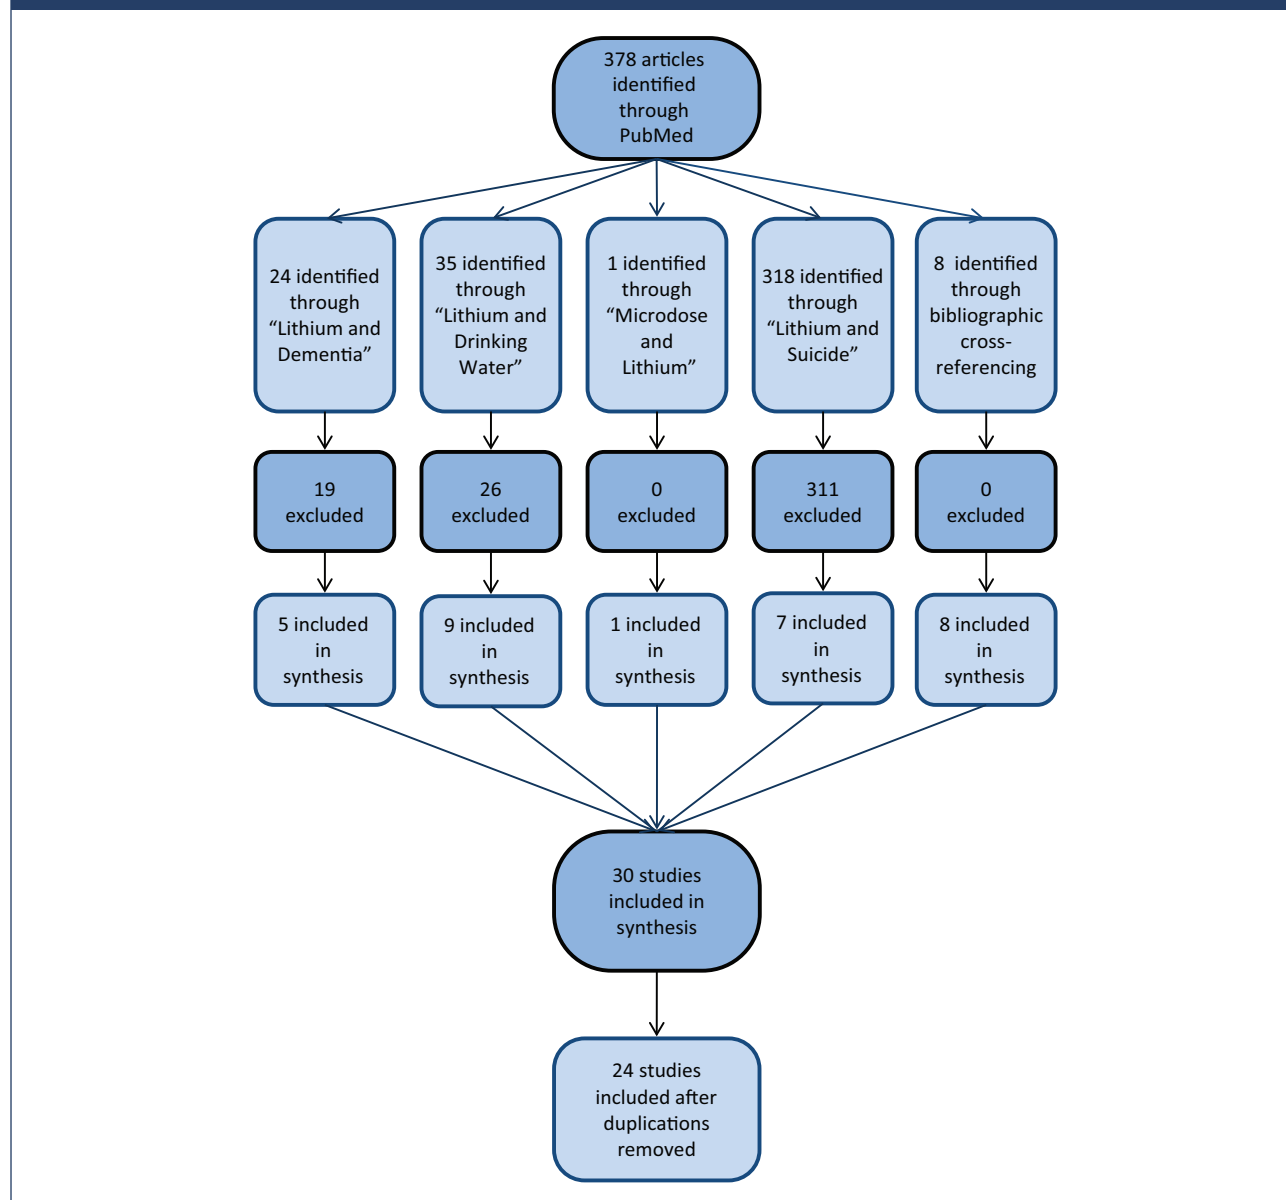 378 articles
identified
through
PubMed
24 identified
through
“Lithium and
Dementia”
35 identified
through
“Lithium and
Drinking
Water”
1 identified
through
“Microdose
and
Lithium”
318 identified
through
“Lithium and
Suicide”
8 identified
through
bibliographic
cross-
referencing
19
excluded
26
excluded
0
excluded
311
excluded
0
excluded
5 included
in
synthesis
9 included
in
synthesis
1 included
in
synthesis
7 included
in
synthesis
8 included
in
synthesis
30 studies
included in
synthesis
24 studies
included after
duplications
removed